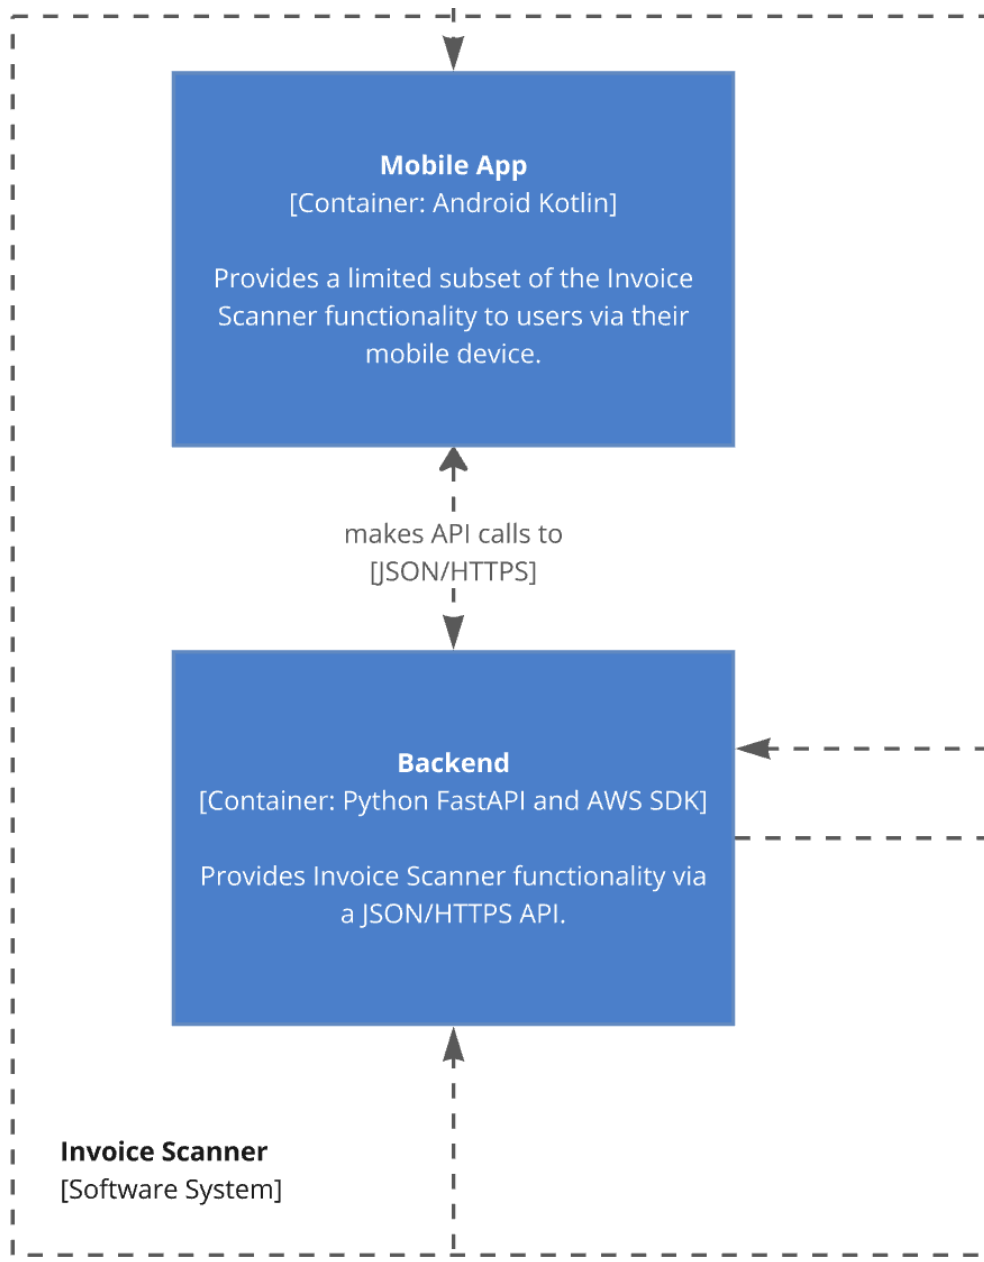 Mobile App
[Container: Android Kotlin]
Provides a limited subset of the Invoice
Scanner functionality to users via their
mobile device.
makes API calls to
[JSON/HTTPS]
Backend
[Container: Python FastAPI and AWS SDK]
Provides Invoice Scanner functionality via
a JSON/HTTPS API.
Invoice Scanner
[Software System]